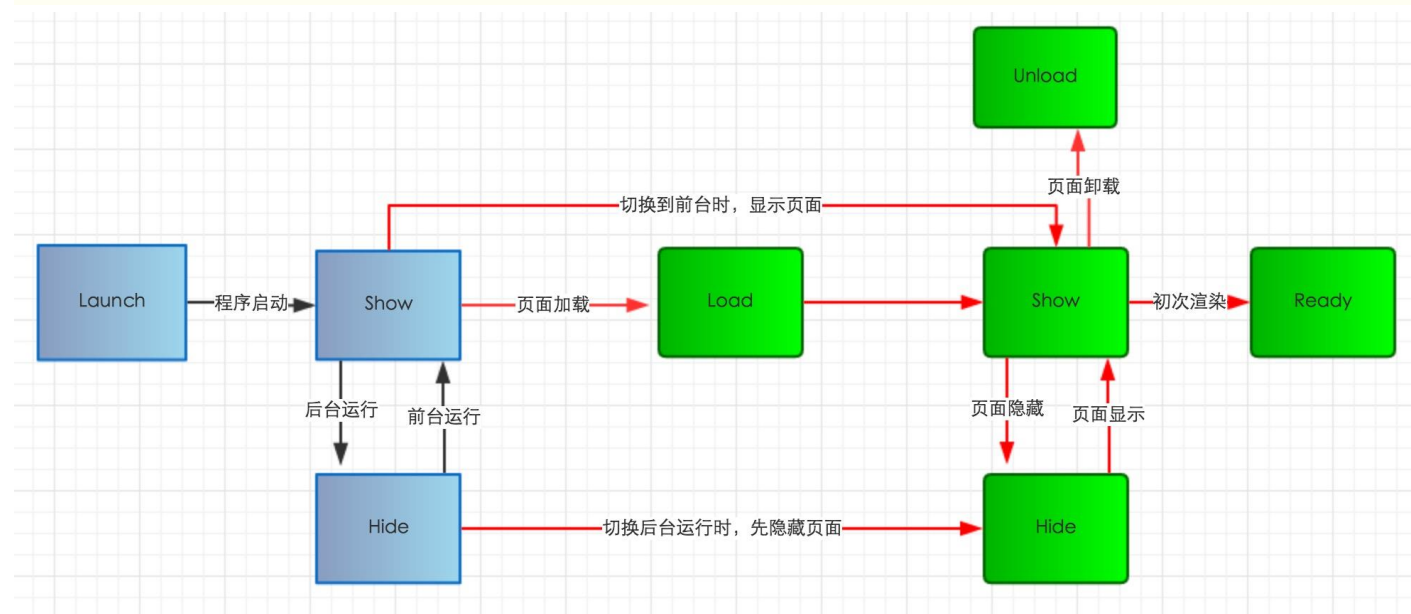 Unload
页面卸载
切换到前台时，显示页面
Launch
程序启动
Show
页面加载
Load
Show
初次渲染
Ready
后台运行
前台运行
页面隐藏
页面显示
Hide
切换后台运行时，先隐藏页面
Hide